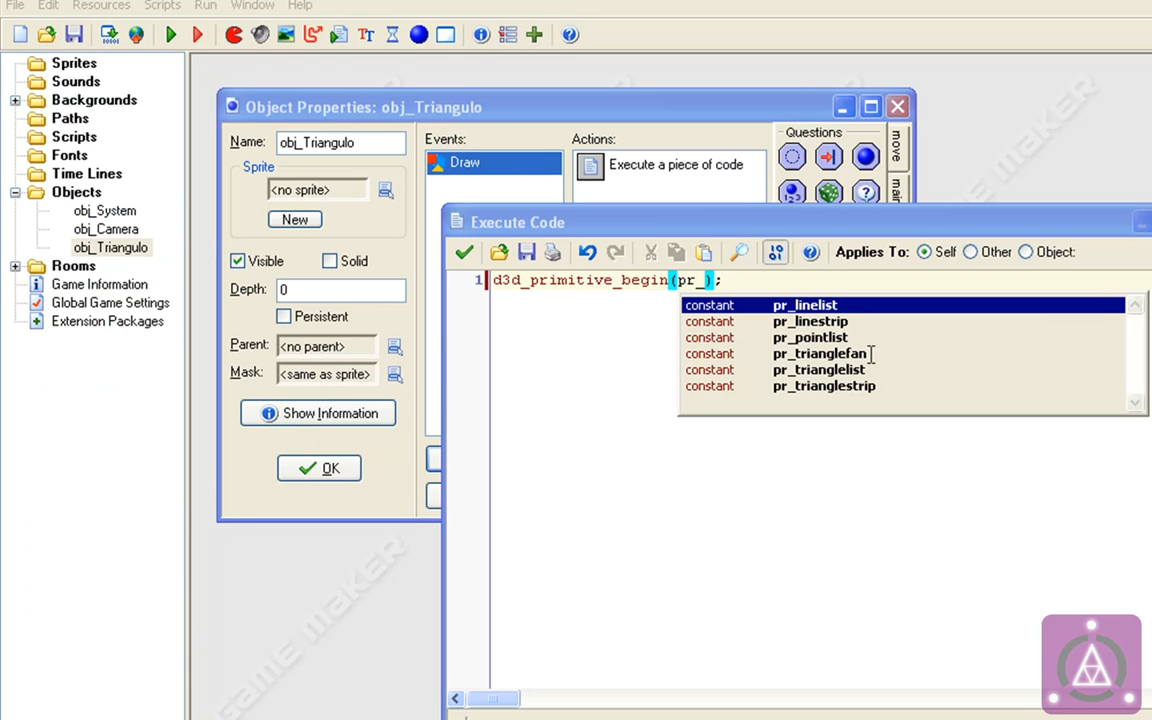 File Edit Resources Scripts Run Window Help
Sprites
Sounds
Backgrounds
Paths
Scripts
Fonts
Time Lines
Objects
obj_System
obj_Camera
obj_Triangulo
Rooms
Game Information
Global Game Settings
Extension Packages
Object Properties: obj_Triangulo
Name: obj_Triangulo
Sprite
<no sprite>
New
Visible Solid
Depth: 0
Persistent
Parent: <no parent>
Mask: <same as sprite>
Show Information
OK
Events:
Draw
Actions:
Execute a piece of code
Questions
move
Execute Code
Applies To: Self Other Object:
1 d3d_primitive_begin(pr_);
constant pr_linelist
constant pr_linestrip
constant pr_pointlist
constant pr_trianglefan
constant pr_trianglelist
constant pr_trianglestrip